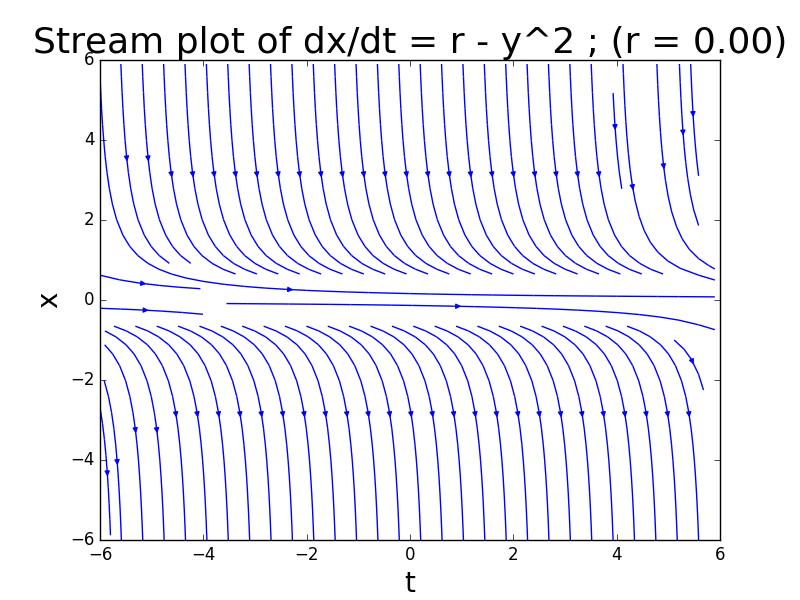 Stream plot of dx/dt = r - y^2 ; (r = 0.00)
6
4
2
0
−2
−4
−6
x
−6 −4 −2 0 2 4 6
t